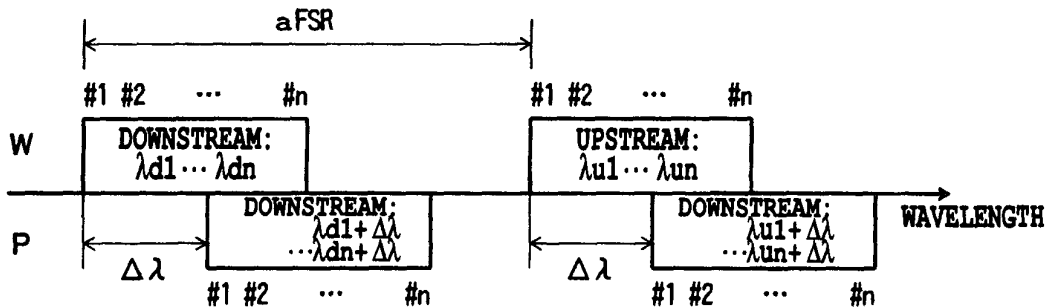 aFSR
#1 #2 ⋯ #n #1 #2 ⋯ #n
W DOWNSTREAM: UPSTREAM:
λd1⋯ λdn λu1⋯ λun
DOWNSTREAM: DOWNSTREAM: WAVELENGTH
P λd1+ Δλ λu1+ Δλ
⋯λdn+ Δλ ⋯λun+ Δλ
Δλ Δλ
#1 #2 ⋯ #n #1 #2 ⋯ #n